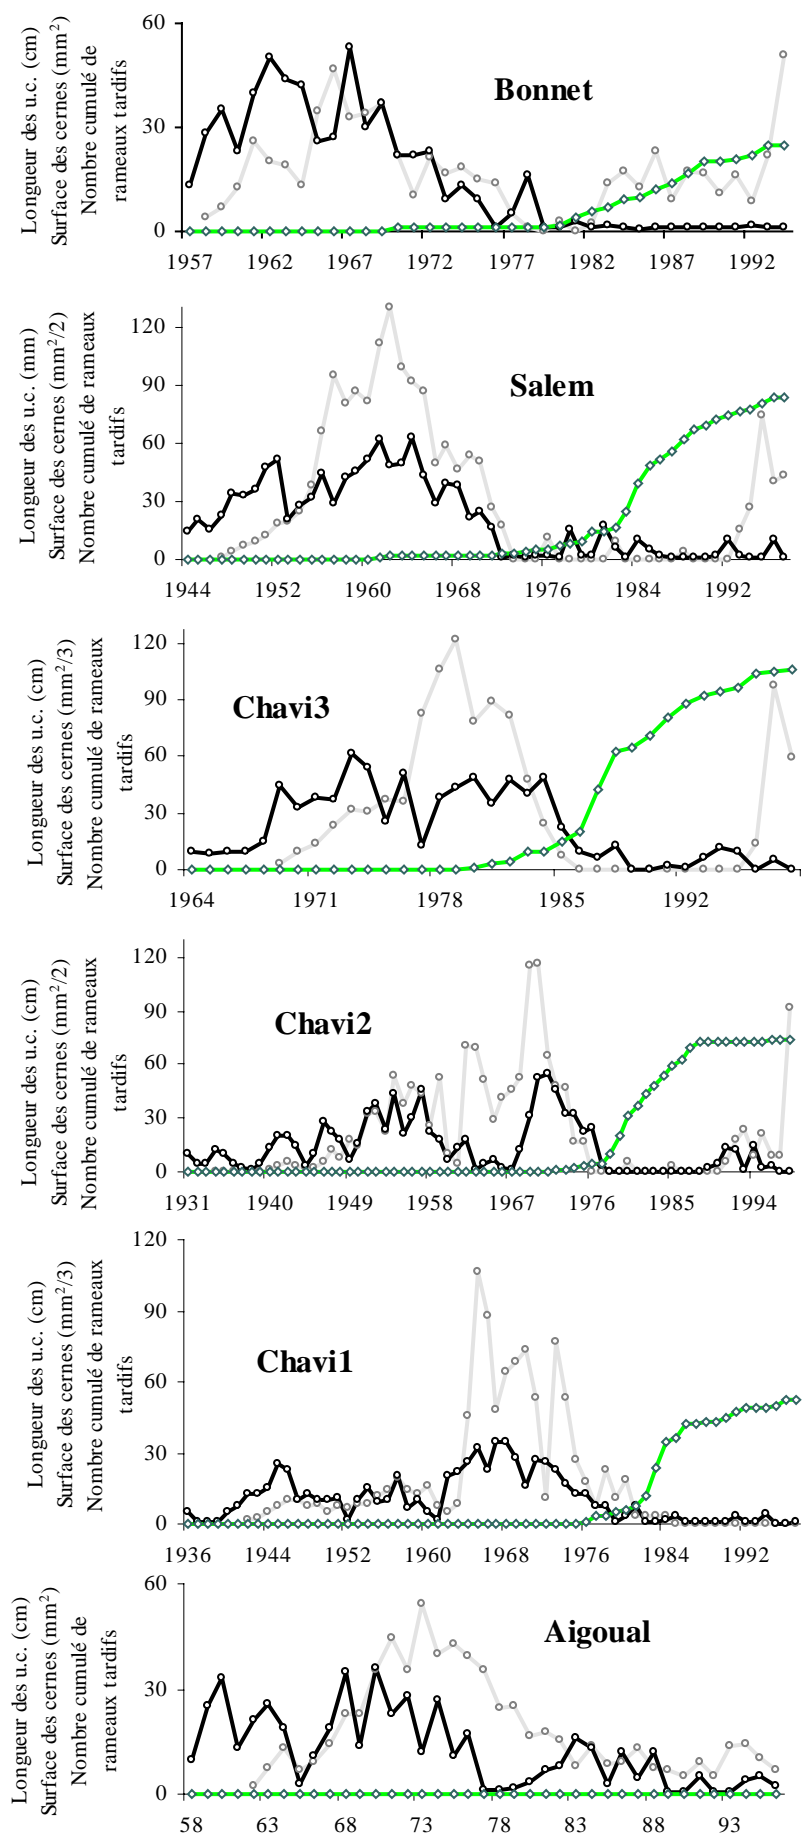 Longueur des u.c. (cm)
Surface des cernes (mm²)
Nombre cumulé de
rameaux tardifs
60
30
0
Bonnet
1957 1962 1967 1972 1977 1982 1987 1992
Longueur des u.c. (mm)
Surface des cernes (mm²/2)
Nombre cumulé de rameaux
tardifs
120
90
60
30
0
Salem
1944 1952 1960 1968 1976 1984 1992
Longueur des u.c. (cm)
Surface des cernes (mm²/3)
Nombre cumulé de rameaux
tardifs
120
90
60
30
0
Chavi3
1964 1971 1978 1985 1992
Longueur des u.c. (cm)
Surface des cernes (mm²/2)
Nombre cumulé de rameaux
tardifs
120
90
60
30
0
Chavi2
1931 1940 1949 1958 1967 1976 1985 1994
Longueur des u.c. (cm)
Surface des cernes (mm²/3)
Nombre cumulé de rameaux
tardifs
120
90
60
30
0
Chavi1
1936 1944 1952 1960 1968 1976 1984 1992
Longueur des u.c. (cm)
Surface des cernes (mm²)
Nombre cumulé de
rameaux tardifs
60
30
0
Aigoual
58 63 68 73 78 83 88 93